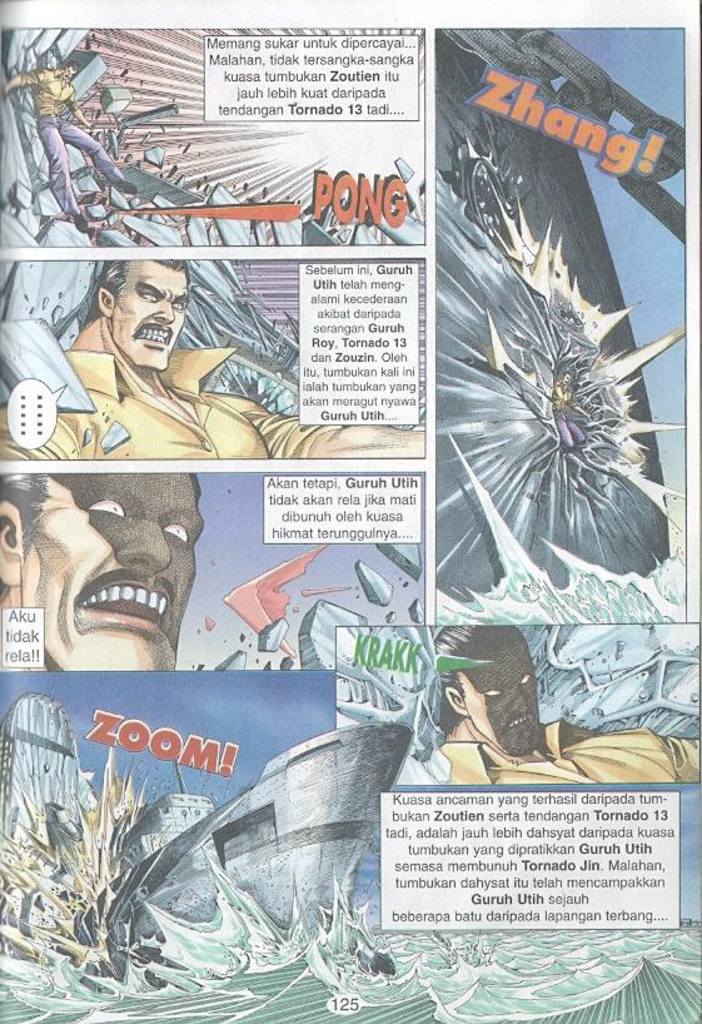 Memang sukar untuk dipercayai...
Malahan, tidak tersangka-sangka
kuasa tumbukan Zoutien itu
jauh lebih kuat daripada
tendangan Tornado 13 tadi....
PONG
Zhang!
Sebelum ini, Guruh
Utih telah meng-
alami kecederaan
akibat daripada
serangan Guruh
Roy, Tornado 13
dan Zouzin. Oleh
itu, tumbukan kali ini
ialah tumbukan yang
akan meragut nyawa
Guruh Utih....
Akan tetapi, Guruh Utih
tidak akan rela jika mati
dibunuh oleh kuasa
hikmat terunggulnya....
Aku
tidak
rela!!
KRAKK
ZOOM!
Kuasa ancaman yang terhasil daripada tum-
bukan Zoutien serta tendangan Tornado 13
tadi, adalah jauh lebih dahsyat daripada kuasa
tumbukan yang dipratikkan Guruh Utih
semasa membunuh Tornado Jin. Malahan,
tumbukan dahysat itu telah mencampakkan
Guruh Utih sejauh
beberapa batu daripada lapangan terbang....
125